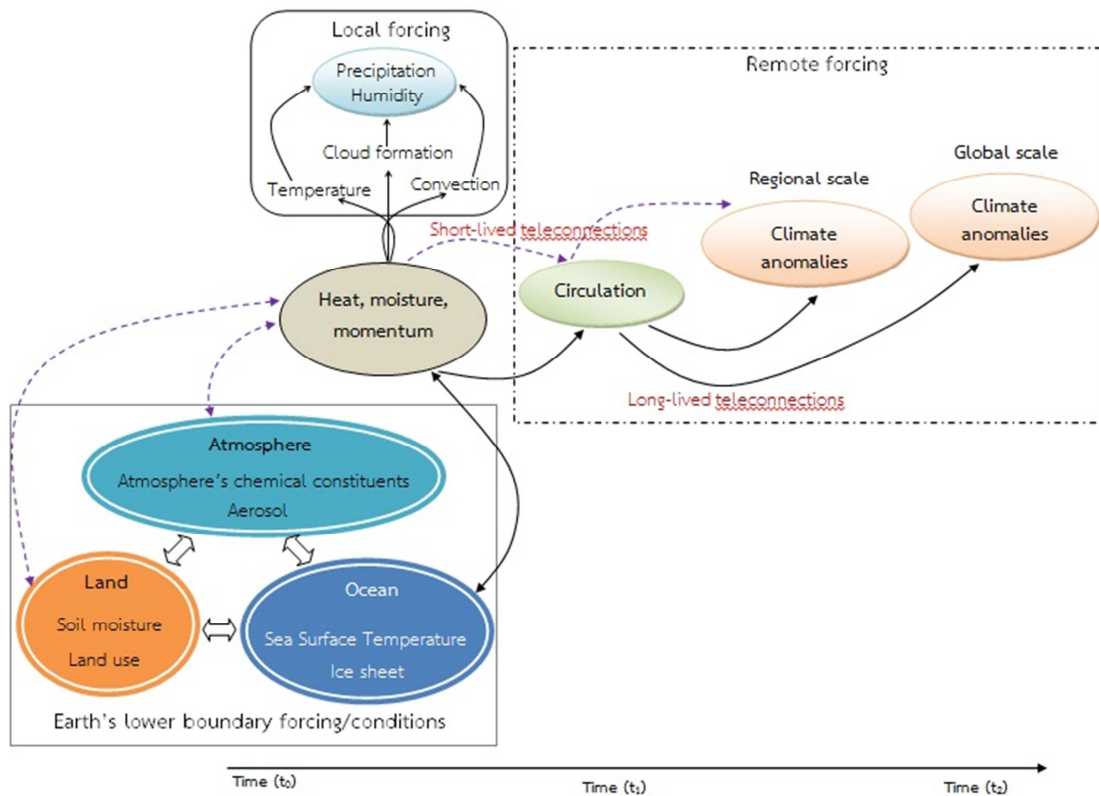 Local forcing
Precipitation
Humidity
Cloud formation
Temperature
Convection
Remote forcing
Global scale
Regional scale
Climate
anomalies
Climate
anomalies
Short-lived teleconnections
Circulation
Heat, moisture,
momentum
Long-lived teleconnections
Atmosphere
Atmosphere's chemical constituents
Aerosol
Land
Soil moisture
Land use
Ocean
Sea Surface Temperature
Ice sheet
Earth's lower boundary forcing/conditions
Time (t₀)
Time (t₁)
Time (t₂)